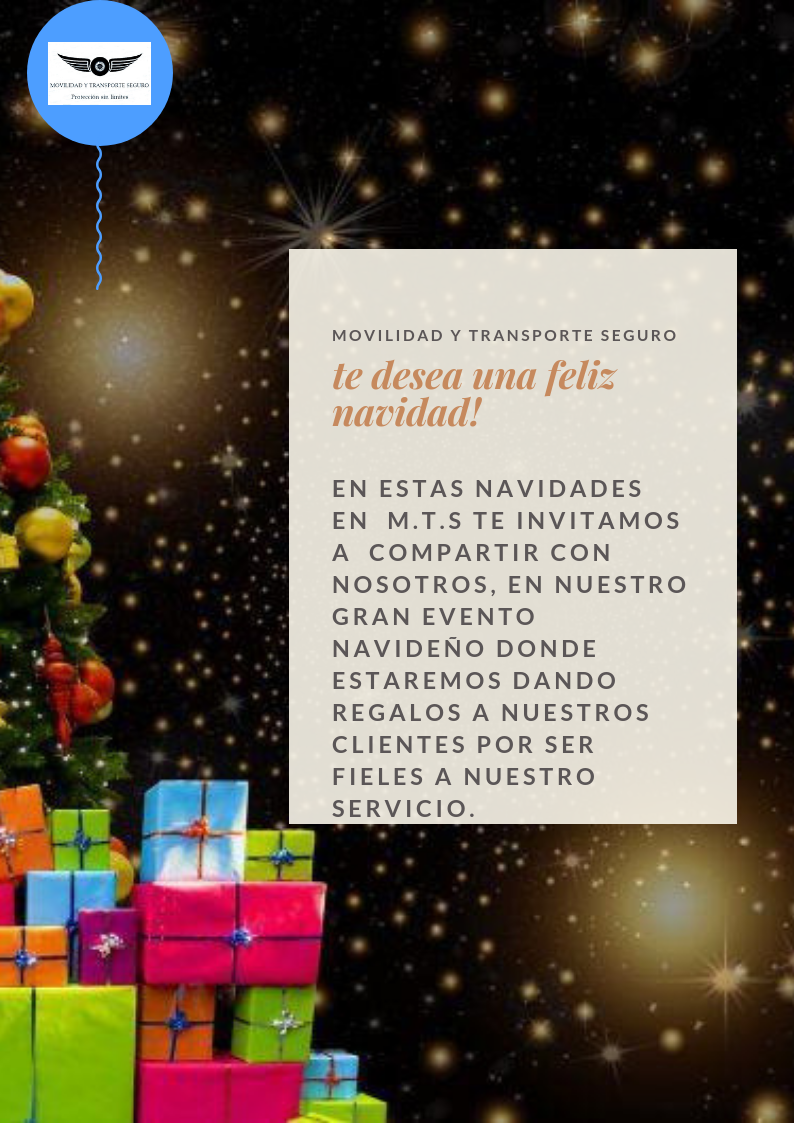 MOVILIDAD Y TRANSPORTE SEGURO
Protección sin límites
MOVILIDAD Y TRANSPORTE SEGURO
te desea una feliz
navidad!
EN ESTAS NAVIDADES
EN M.T.S TE INVITAMOS
A COMPARTIR CON
NOSOTROS, EN NUESTRO
GRAN EVENTO
NAVIDEÑO DONDE
ESTAREMOS DANDO
REGALOS A NUESTROS
CLIENTES POR SER
FIELES A NUESTRO
SERVICIO.